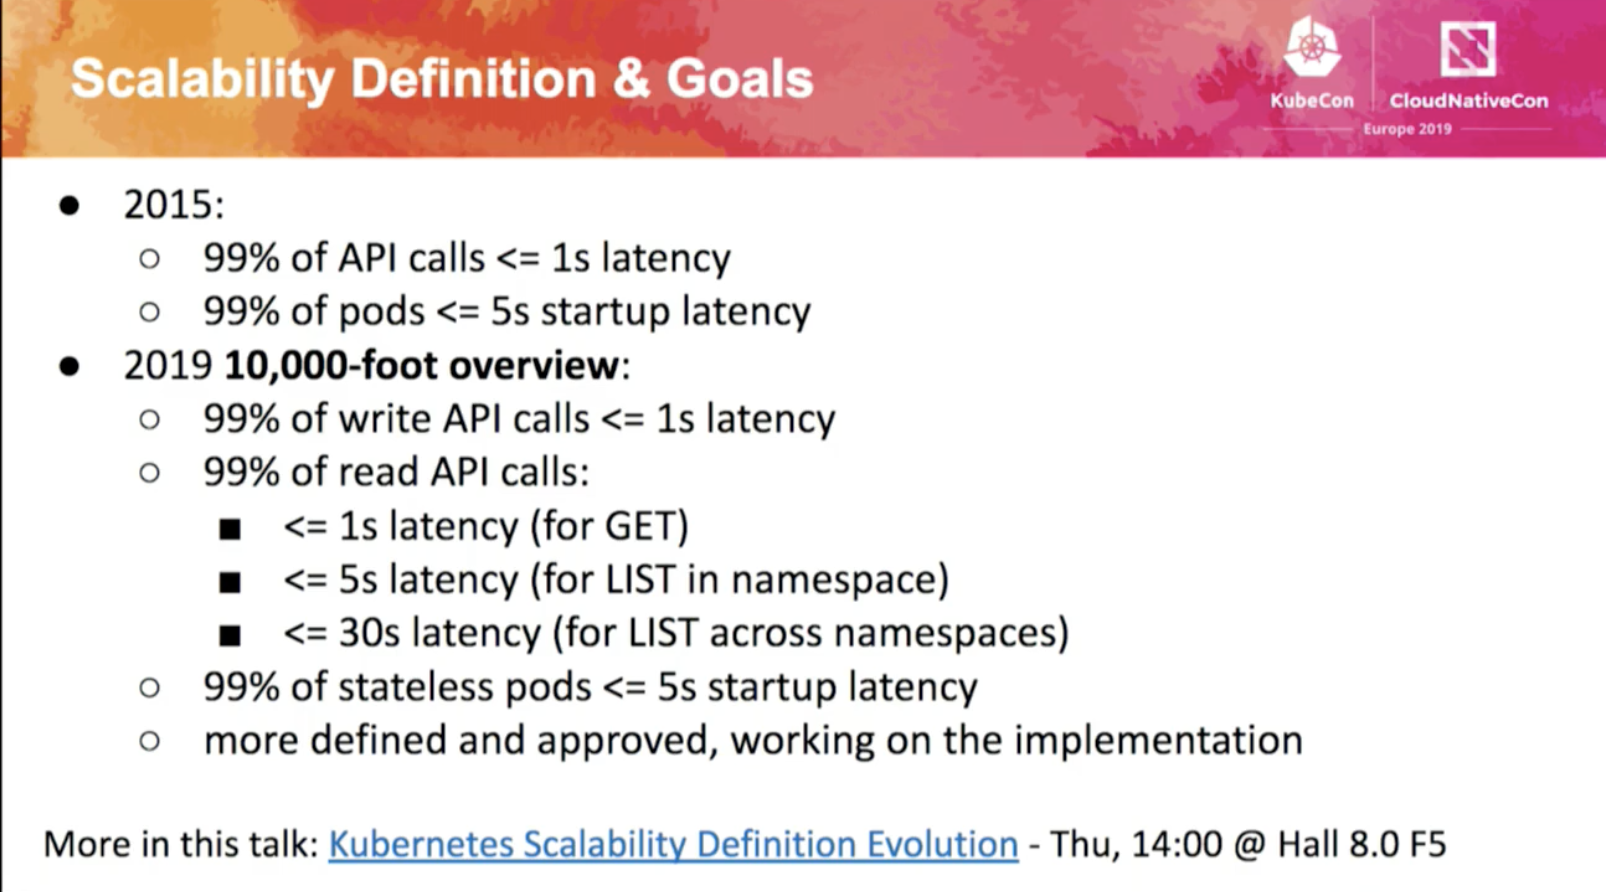 Scalability Definition & Goals
KubeCon
CloudNativeCon
Europe 2019
● 2015:
○ 99% of API calls <= 1s latency
○ 99% of pods <= 5s startup latency
● 2019 10,000-foot overview:
○ 99% of write API calls <= 1s latency
○ 99% of read API calls:
■ <= 1s latency (for GET)
■ <= 5s latency (for LIST in namespace)
■ <= 30s latency (for LIST across namespaces)
○ 99% of stateless pods <= 5s startup latency
○ more defined and approved, working on the implementation
More in this talk: Kubernetes Scalability Definition Evolution - Thu, 14:00 @ Hall 8.0 F5